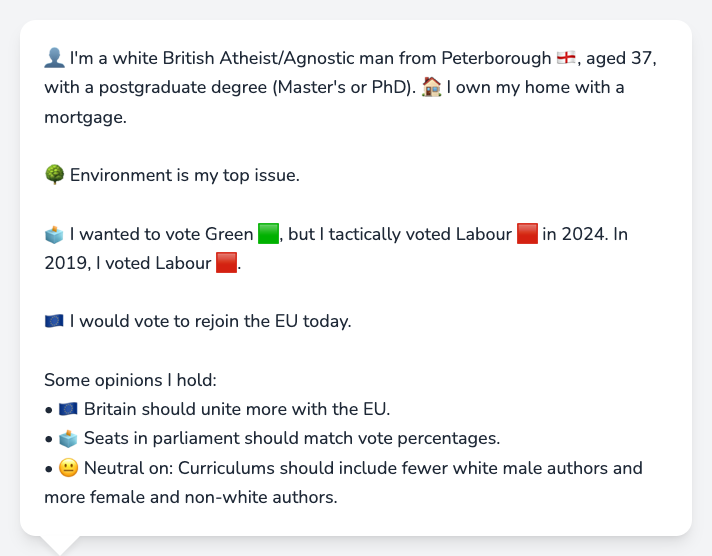 👤 I'm a white British Atheist/Agnostic man from Peterborough 🏴󠁧󠁢󠁥󠁮󠁧󠁿, aged 37,
with a postgraduate degree (Master's or PhD). 🏠 I own my home with a
mortgage.
🌳 Environment is my top issue.
🗳️ I wanted to vote Green 🟩, but I tactically voted Labour 🟥 in 2024. In
2019, I voted Labour 🟥.
🇪🇺 I would vote to rejoin the EU today.
Some opinions I hold:
• 🇪🇺 Britain should unite more with the EU.
• 🗳️ Seats in parliament should match vote percentages.
• 😐 Neutral on: Curriculums should include fewer white male authors and
more female and non-white authors.